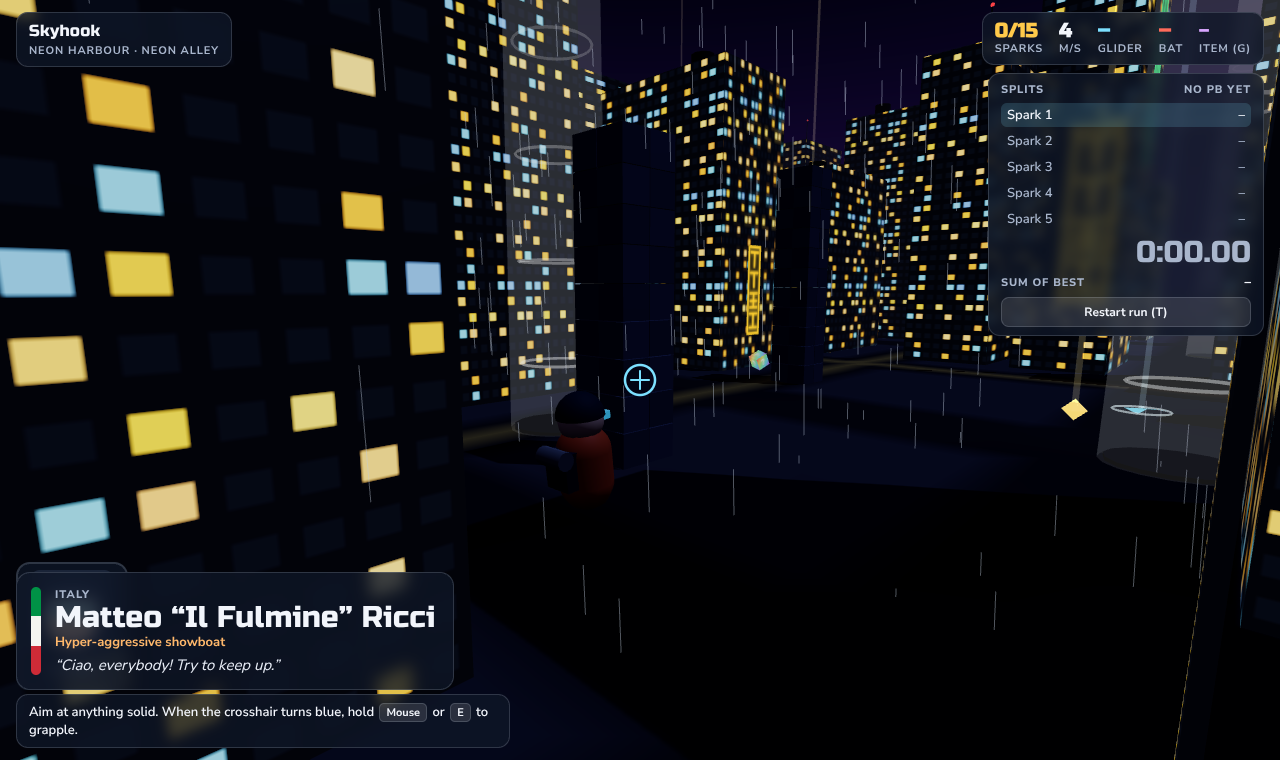 Skyhook
NEON HARBOUR · NEON ALLEY
0/15
SPARKS
4
M/S
–
GLIDER
–
BAT
–
ITEM (G)
SPLITS
NO PB YET
Spark 1 –
Spark 2 –
Spark 3 –
Spark 4 –
Spark 5 –
0:00.00
SUM OF BEST –
Restart run (T)
ITALY
Matteo “Il Fulmine” Ricci
Hyper-aggressive showboat
“Ciao, everybody! Try to keep up.”
Aim at anything solid. When the crosshair turns blue, hold Mouse or E to
grapple.